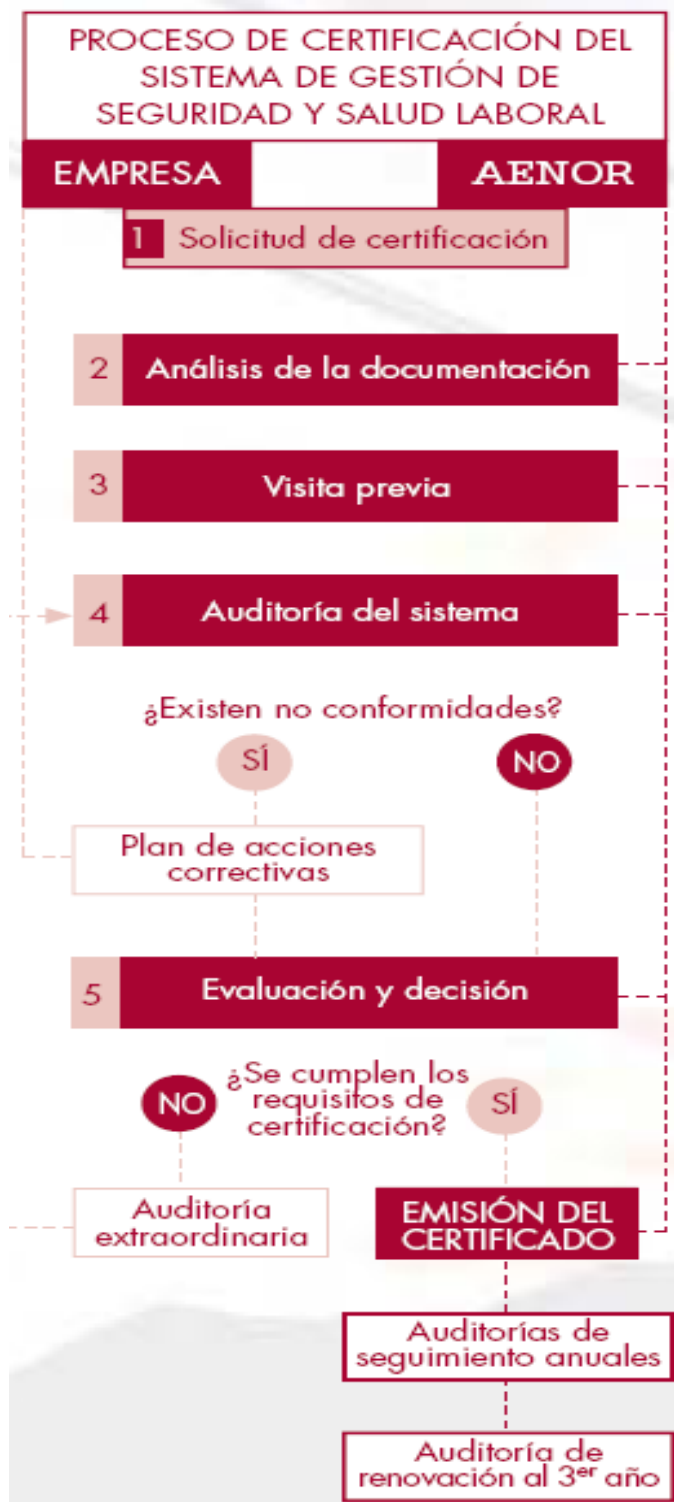 PROCESO DE CERTIFICACIÓN DEL
SISTEMA DE GESTIÓN DE
SEGURIDAD Y SALUD LABORAL
EMPRESA
AENOR
1 Solicitud de certificación
2 Análisis de la documentación
3 Visita previa
4 Auditoría del sistema
¿Existen no conformidades?
SÍ
NO
Plan de acciones
correctivas
5 Evaluación y decisión
¿Se cumplen los
requisitos de
certificación?
NO
SÍ
Auditoría
extraordinaria
EMISIÓN DEL
CERTIFICADO
Auditorías de
seguimiento anuales
Auditoría de
renovación al 3er año